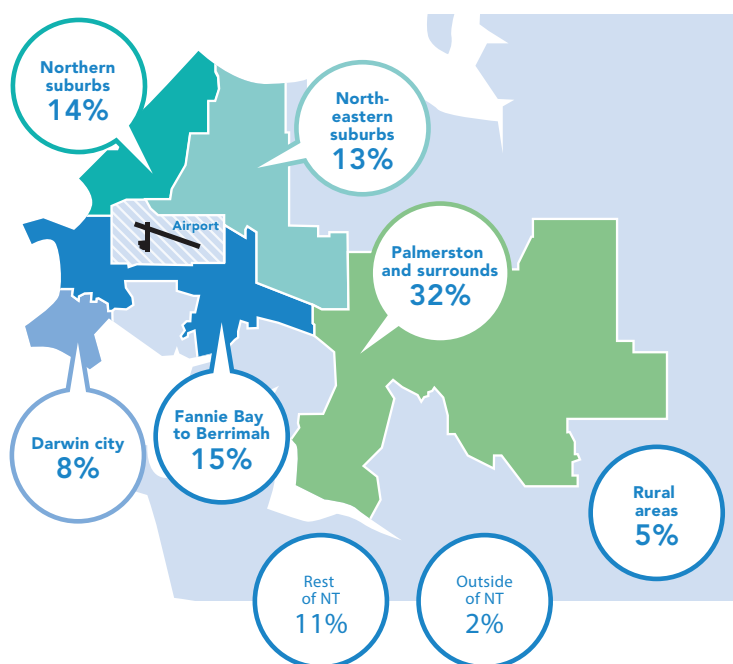 Northern
suburbs
14%
North-
eastern
suburbs
13%
Airport
Palmerston
and surrounds
32%
Darwin city
8%
Fannie Bay
to Berrimah
15%
Rural
areas
5%
Rest
of NT
11%
Outside
of NT
2%